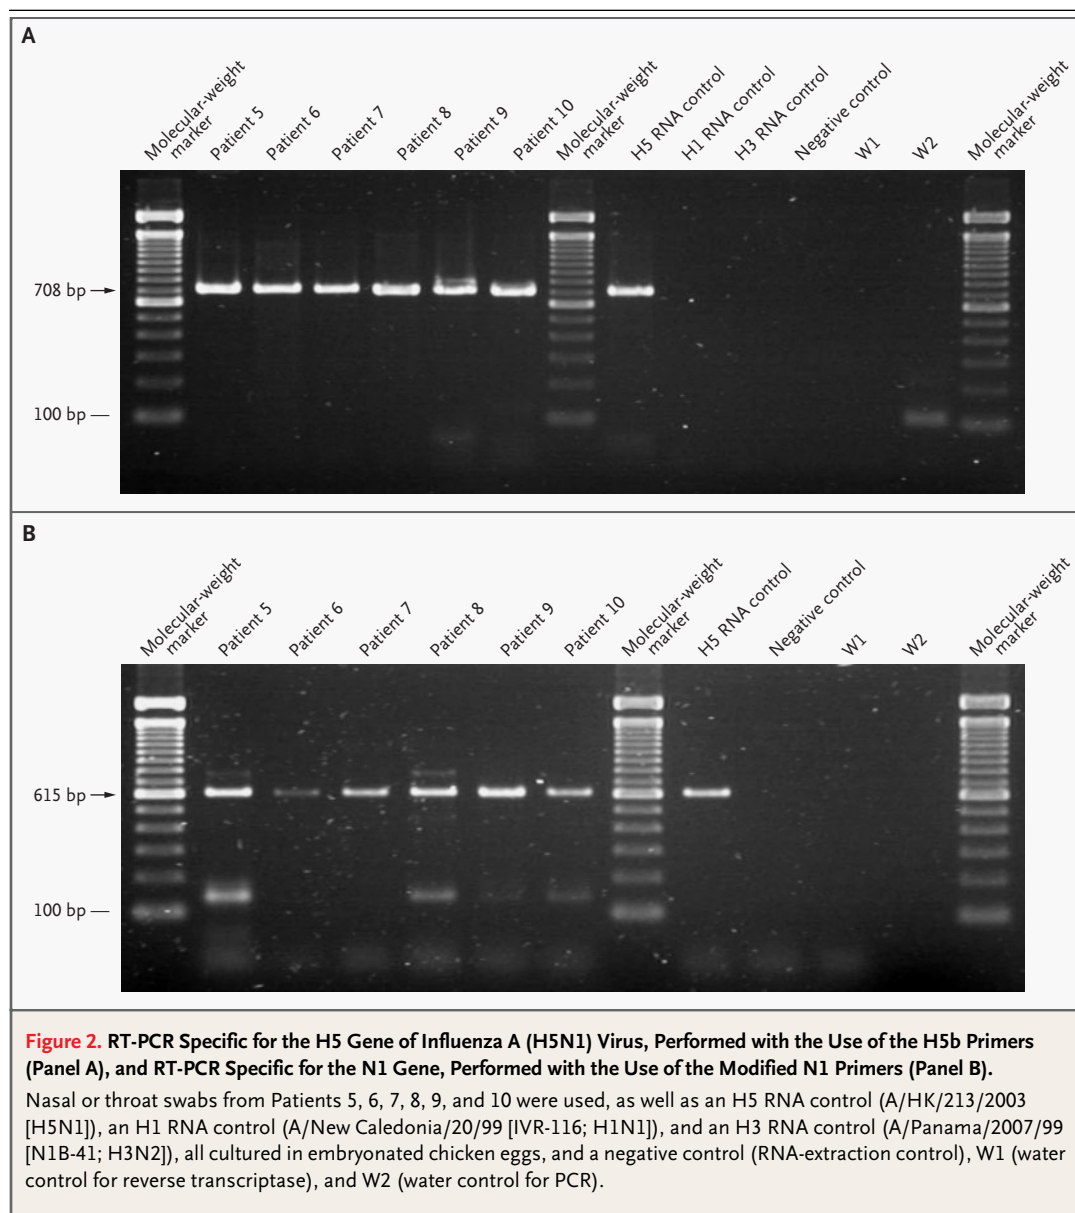 A
Molecular-weight
marker
Patient 5
Patient 6
Patient 7
Patient 8
Patient 9
Patient 10
Molecular-weight
marker
H5 RNA control
H1 RNA control
H3 RNA control
Negative control
W1
W2
Molecular-weight
marker
708 bp
100 bp
B
Molecular-weight
marker
Patient 5
Patient 6
Patient 7
Patient 8
Patient 9
Patient 10
Molecular-weight
marker
H5 RNA control
Negative control
W1
W2
Molecular-weight
marker
615 bp
100 bp
Figure 2. RT-PCR Specific for the H5 Gene of Influenza A (H5N1) Virus, Performed with the Use of the H5b Primers
(Panel A), and RT-PCR Specific for the N1 Gene, Performed with the Use of the Modified N1 Primers (Panel B).
Nasal or throat swabs from Patients 5, 6, 7, 8, 9, and 10 were used, as well as an H5 RNA control (A/HK/213/2003
[H5N1]), an H1 RNA control (A/New Caledonia/20/99 [IVR-116; H1N1]), and an H3 RNA control (A/Panama/2007/99
[N1B-41; H3N2]), all cultured in embryonated chicken eggs, and a negative control (RNA-extraction control), W1 (water
control for reverse transcriptase), and W2 (water control for PCR).